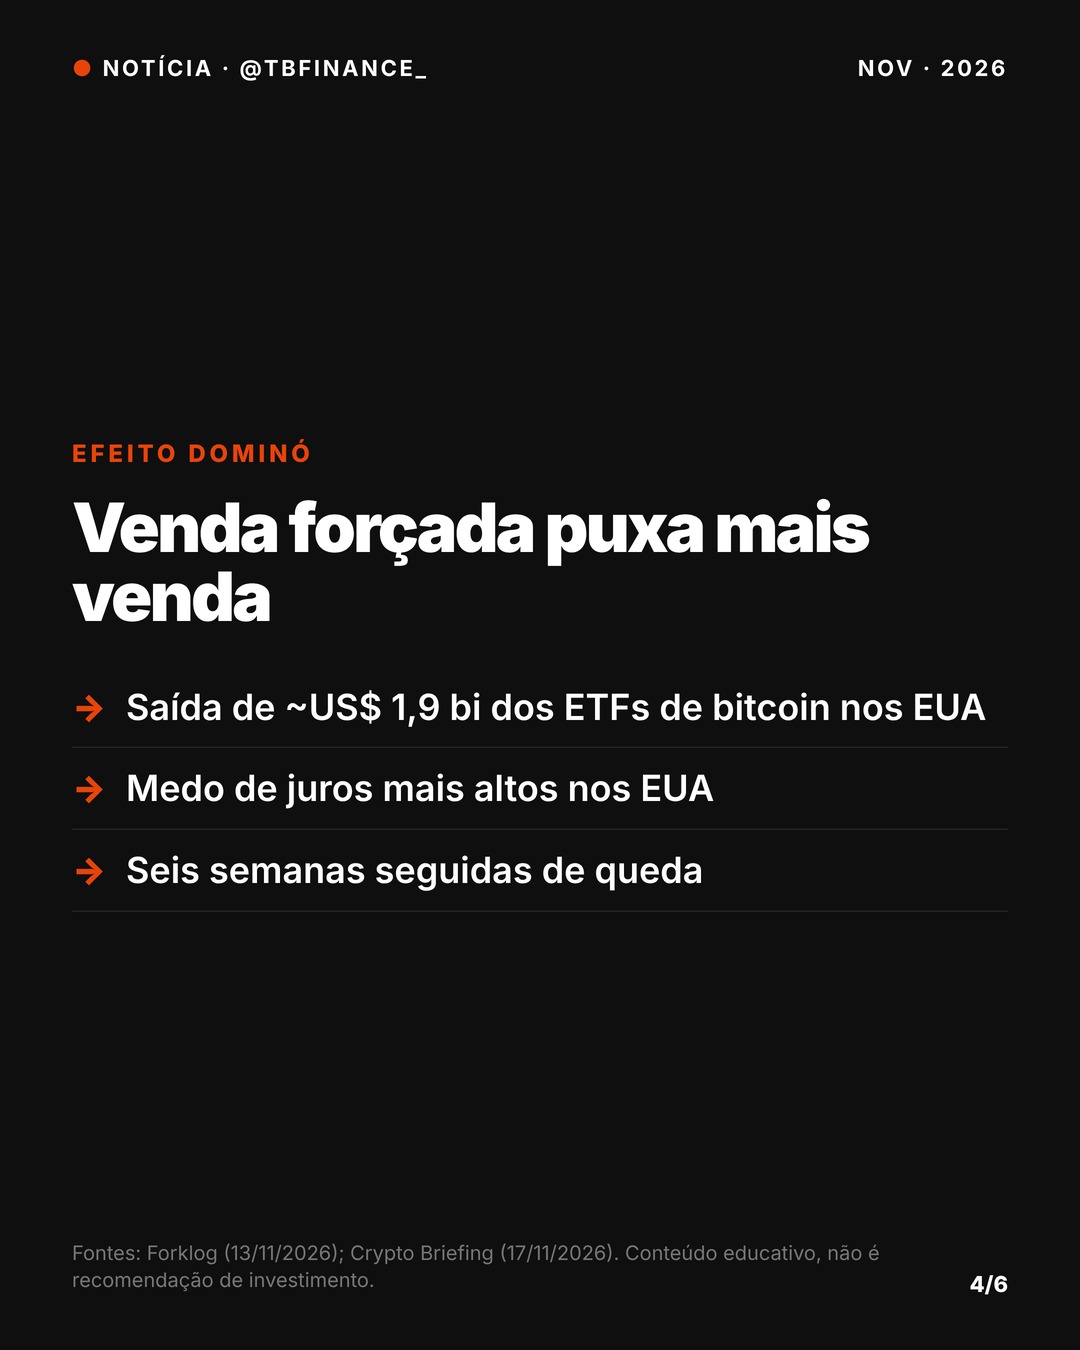 NOTÍCIA · @TBFINANCE_
NOV · 2026
EFEITO DOMINÓ
Venda forçada puxa mais
venda
→ Saída de ~US$ 1,9 bi dos ETFs de bitcoin nos EUA
→ Medo de juros mais altos nos EUA
→ Seis semanas seguidas de queda
Fontes: Forklog (13/11/2026); Crypto Briefing (17/11/2026). Conteúdo educativo, não é
recomendação de investimento.
4/6